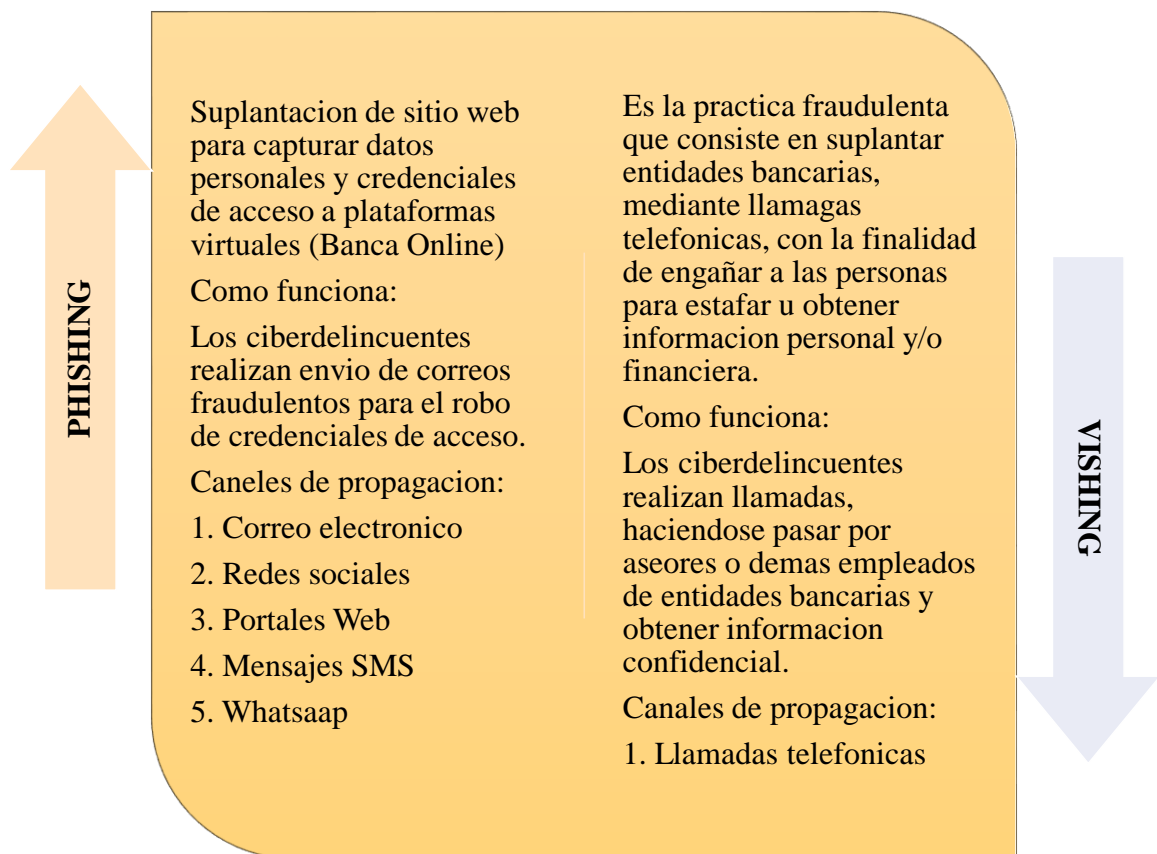 PHISHING
Suplantacion de sitio web
para capturar datos
personales y credenciales
de acceso a plataformas
virtuales (Banca Online)
Como funciona:
Los ciberdelincuentes
realizan envio de correos
fraudulentos para el robo
de credenciales de acceso.
Caneles de propagacion:
1. Correo electronico
2. Redes sociales
3. Portales Web
4. Mensajes SMS
5. Whatsaap
Es la practica fraudulenta
que consiste en suplantar
entidades bancarias,
mediante llamagas
telefonicas, con la finalidad
de engañar a las personas
para estafar u obtener
informacion personal y/o
financiera.
Como funciona:
Los ciberdelincuentes
realizan llamadas,
haciendose pasar por
aseores o demas empleados
de entidades bancarias y
obtener informacion
confidencial.
Canales de propagacion:
1. Llamadas telefonicas
VISHING